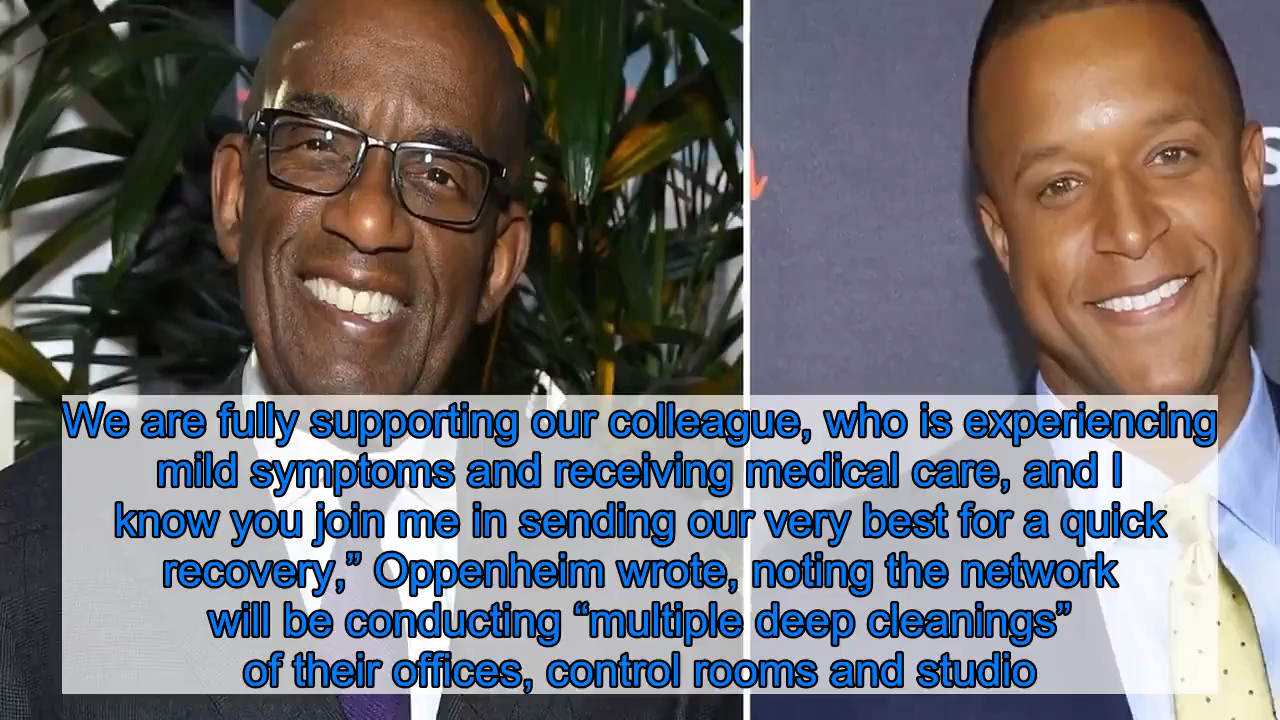 We are fully supporting our colleague, who is experiencing
mild symptoms and receiving medical care, and I
know you join me in sending our very best for a quick
recovery,” Oppenheim wrote, noting the network
will be conducting “multiple deep cleanings”
of their offices, control rooms and studio